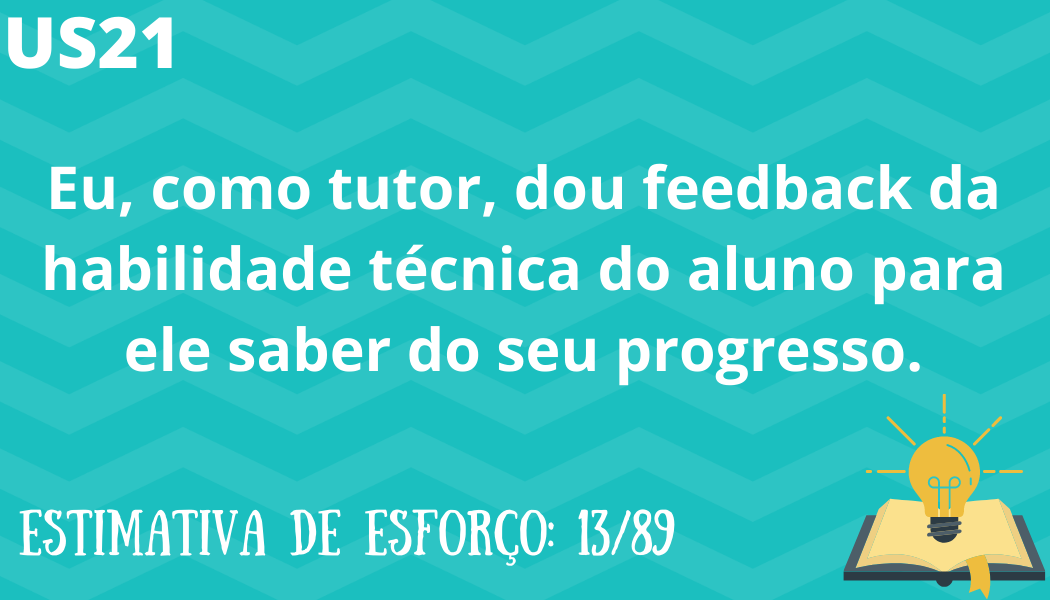 US21
Eu, como tutor, dou feedback da
habilidade técnica do aluno para
ele saber do seu progresso.
ESTIMATIVA DE ESFORÇO: 13/89